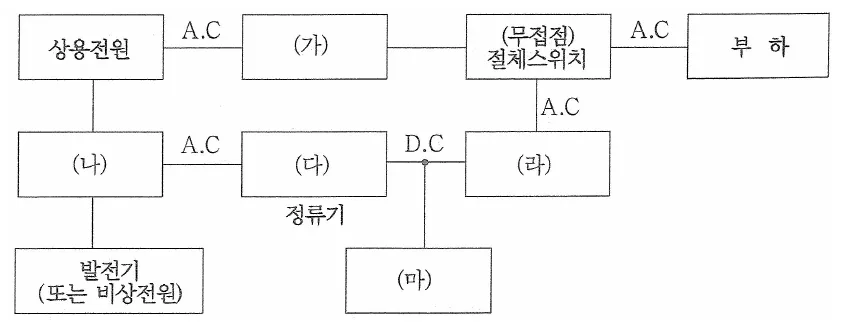 상용전원
A.C
(가)
(무접점)
절체스위치
A.C
부 하
A.C
(나)
A.C
(다)
D.C
(라)
정류기
발전기
(또는 비상전원)
(마)